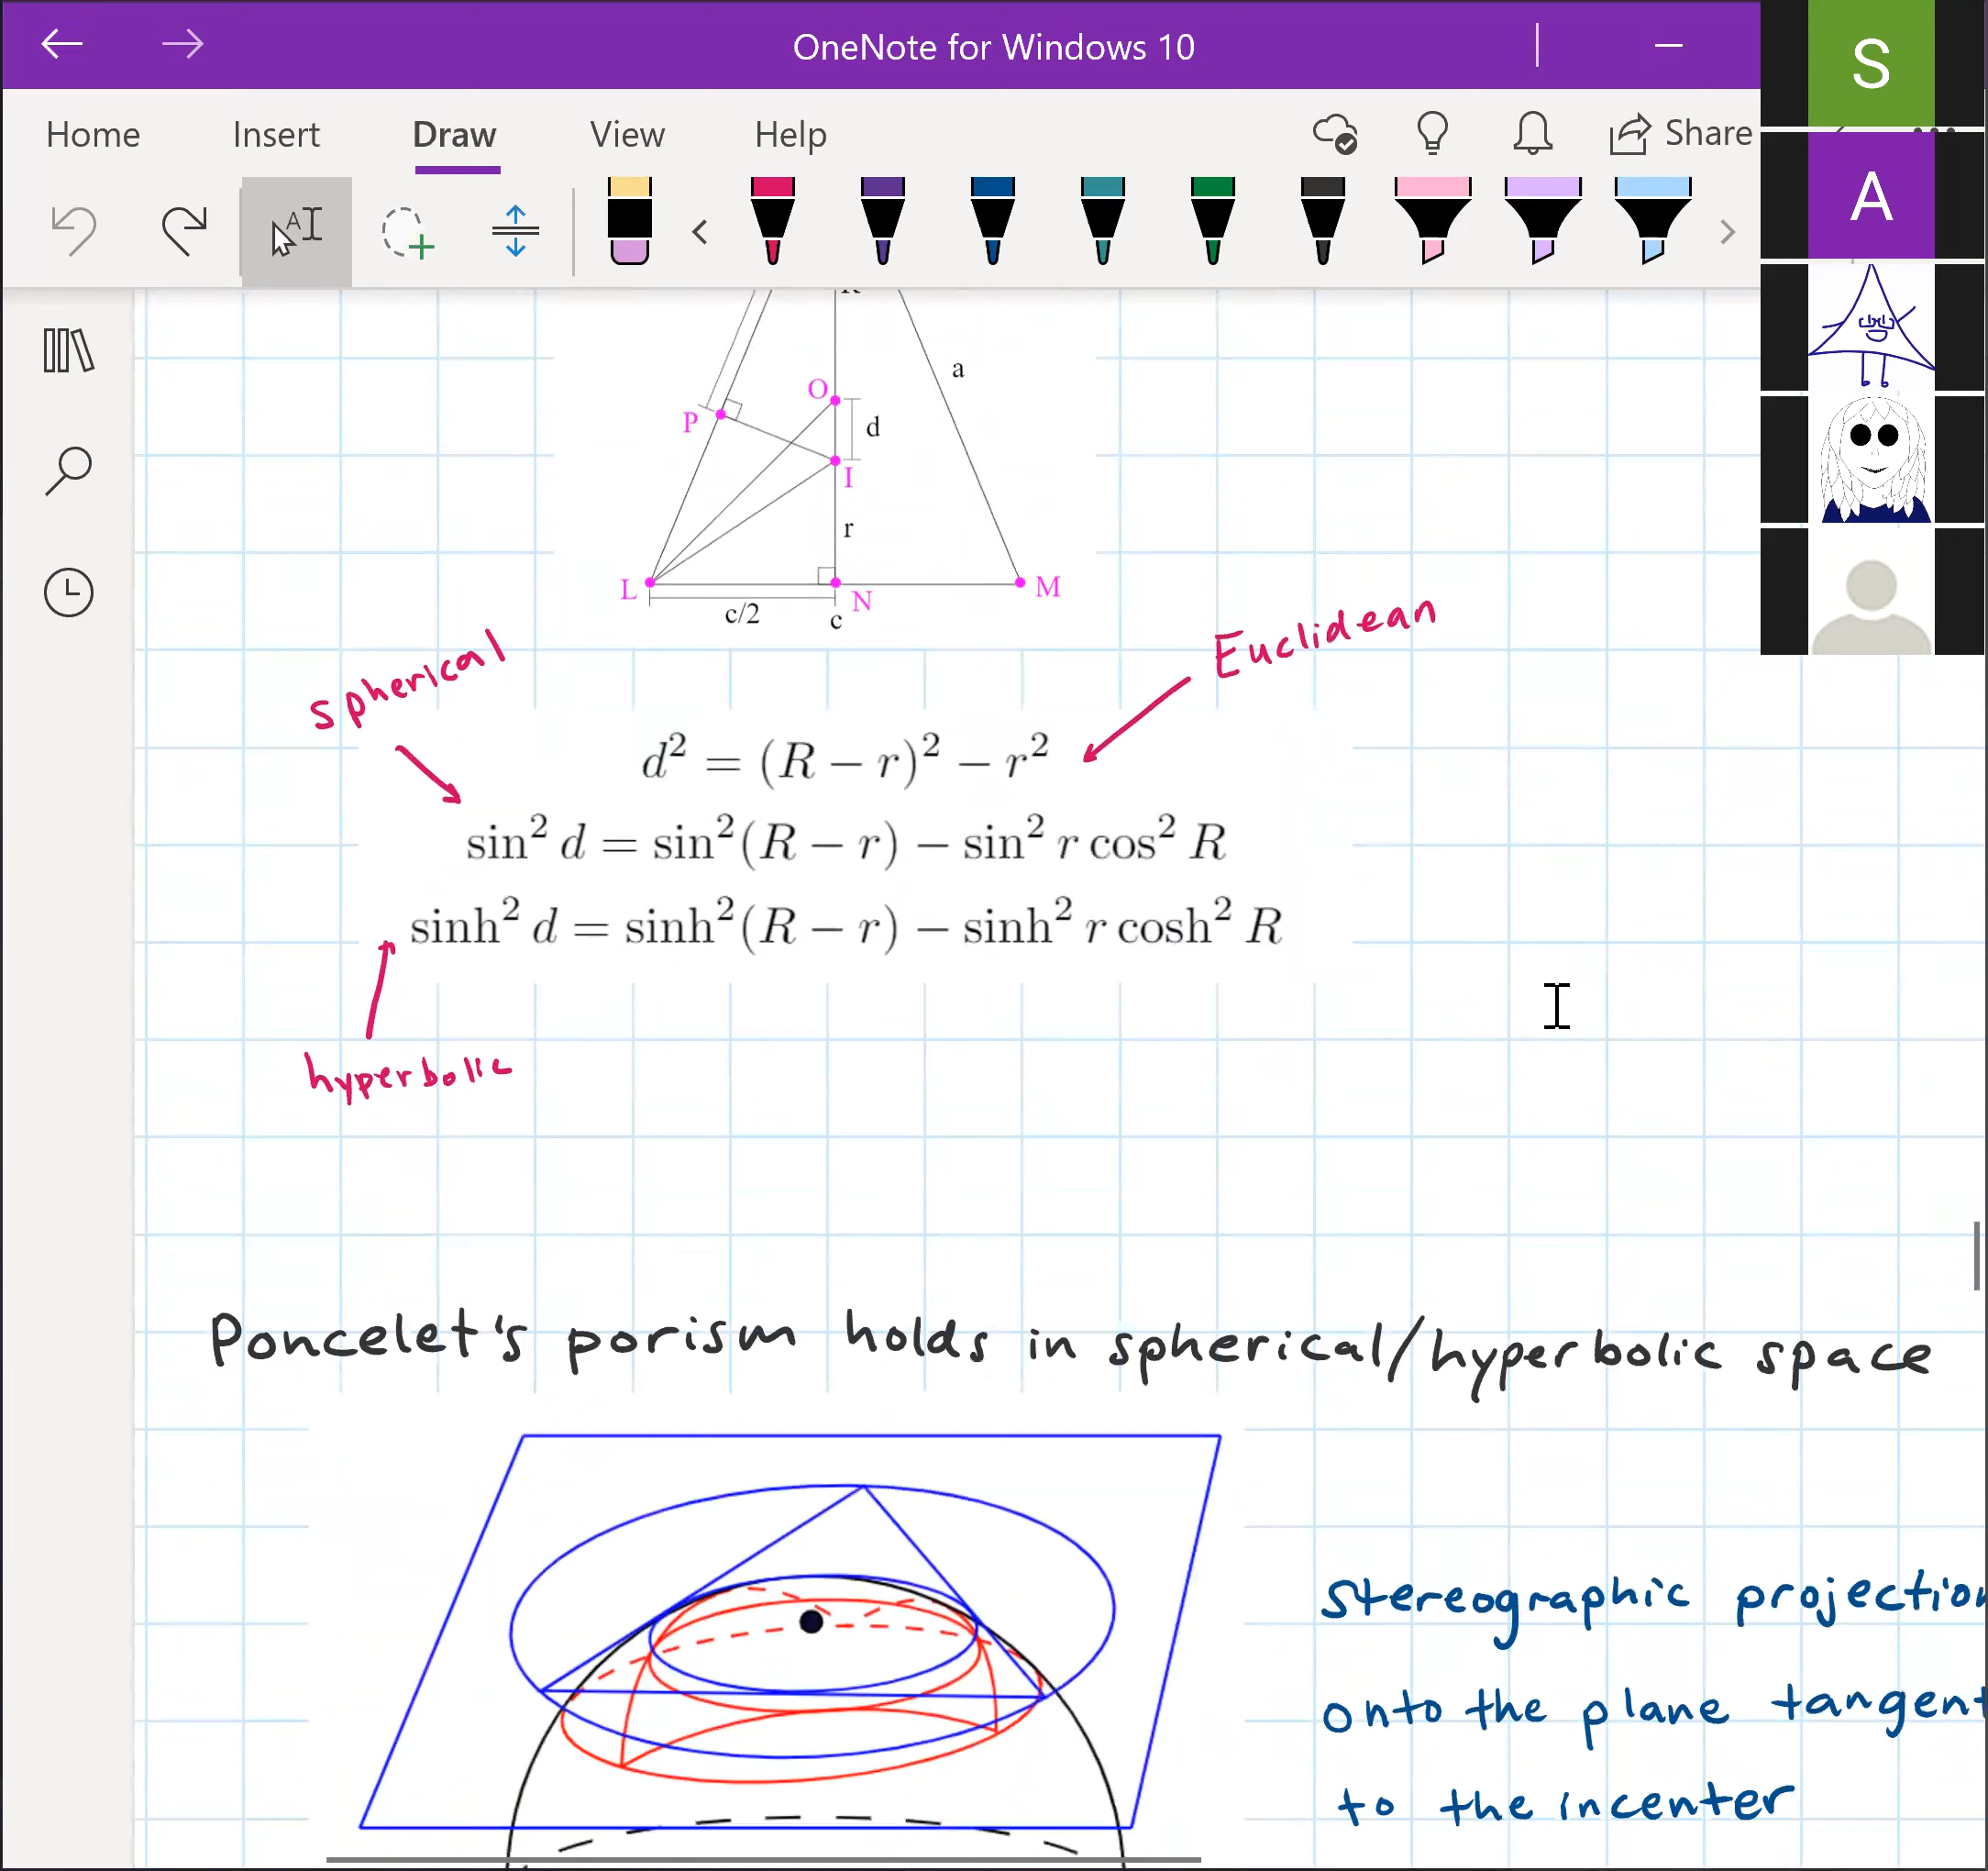 OneNote for Windows 10
S
Home Insert Draw View Help Share
A
a
O
P
d
I
r
L
M
c/2
N
c
Euclidean
spherical
d² = (R − r)² − r²
sin² d = sin²(R − r) − sin² r cos² R
sinh² d = sinh²(R − r) − sinh² r cosh² R
hyperbolic
Poncelet's porism holds in spherical/hyperbolic space
stereographic projection
onto the plane tangent
to the incenter